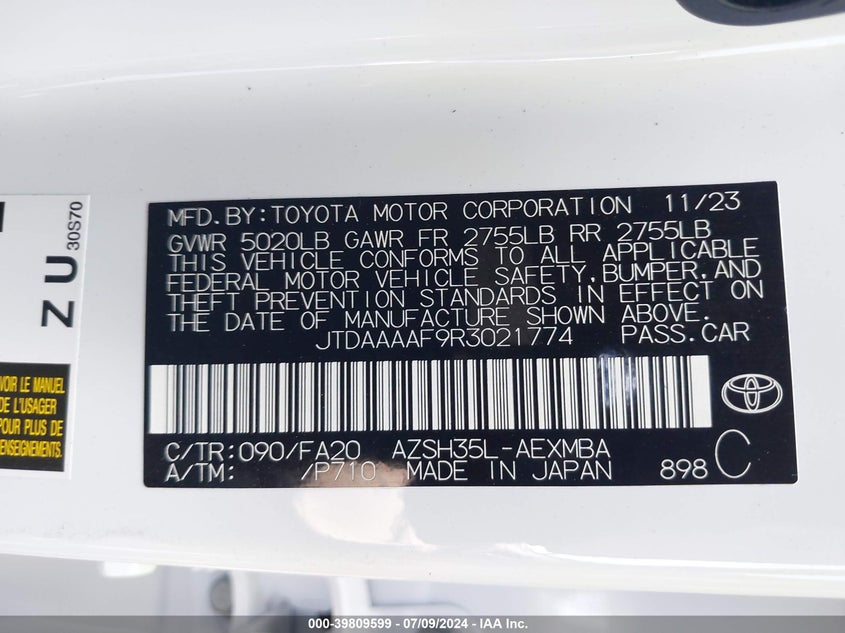 ZU
30S70
VOIR LE MANUEL
DE L'USAGER
POUR PLUS DE
RENSEIGNEMENTS
MFD. BY: TOYOTA MOTOR CORPORATION 11/23
GVWR 5020LB GAWR FR 2755LB RR 2755LB
THIS VEHICLE CONFORMS TO ALL APPLICABLE
FEDERAL MOTOR VEHICLE SAFETY, BUMPER, AND
THEFT PREVENTION STANDARDS IN EFFECT ON
THE DATE OF MANUFACTURE SHOWN ABOVE.
JTDAAAAF9R3021774 PASS. CAR
C/TR: 090/FA20 AZSH35L-AEXMBA
A/TM: /P710 MADE IN JAPAN 898 C
000-39809599 / 07/09/2024 - IAA Inc.